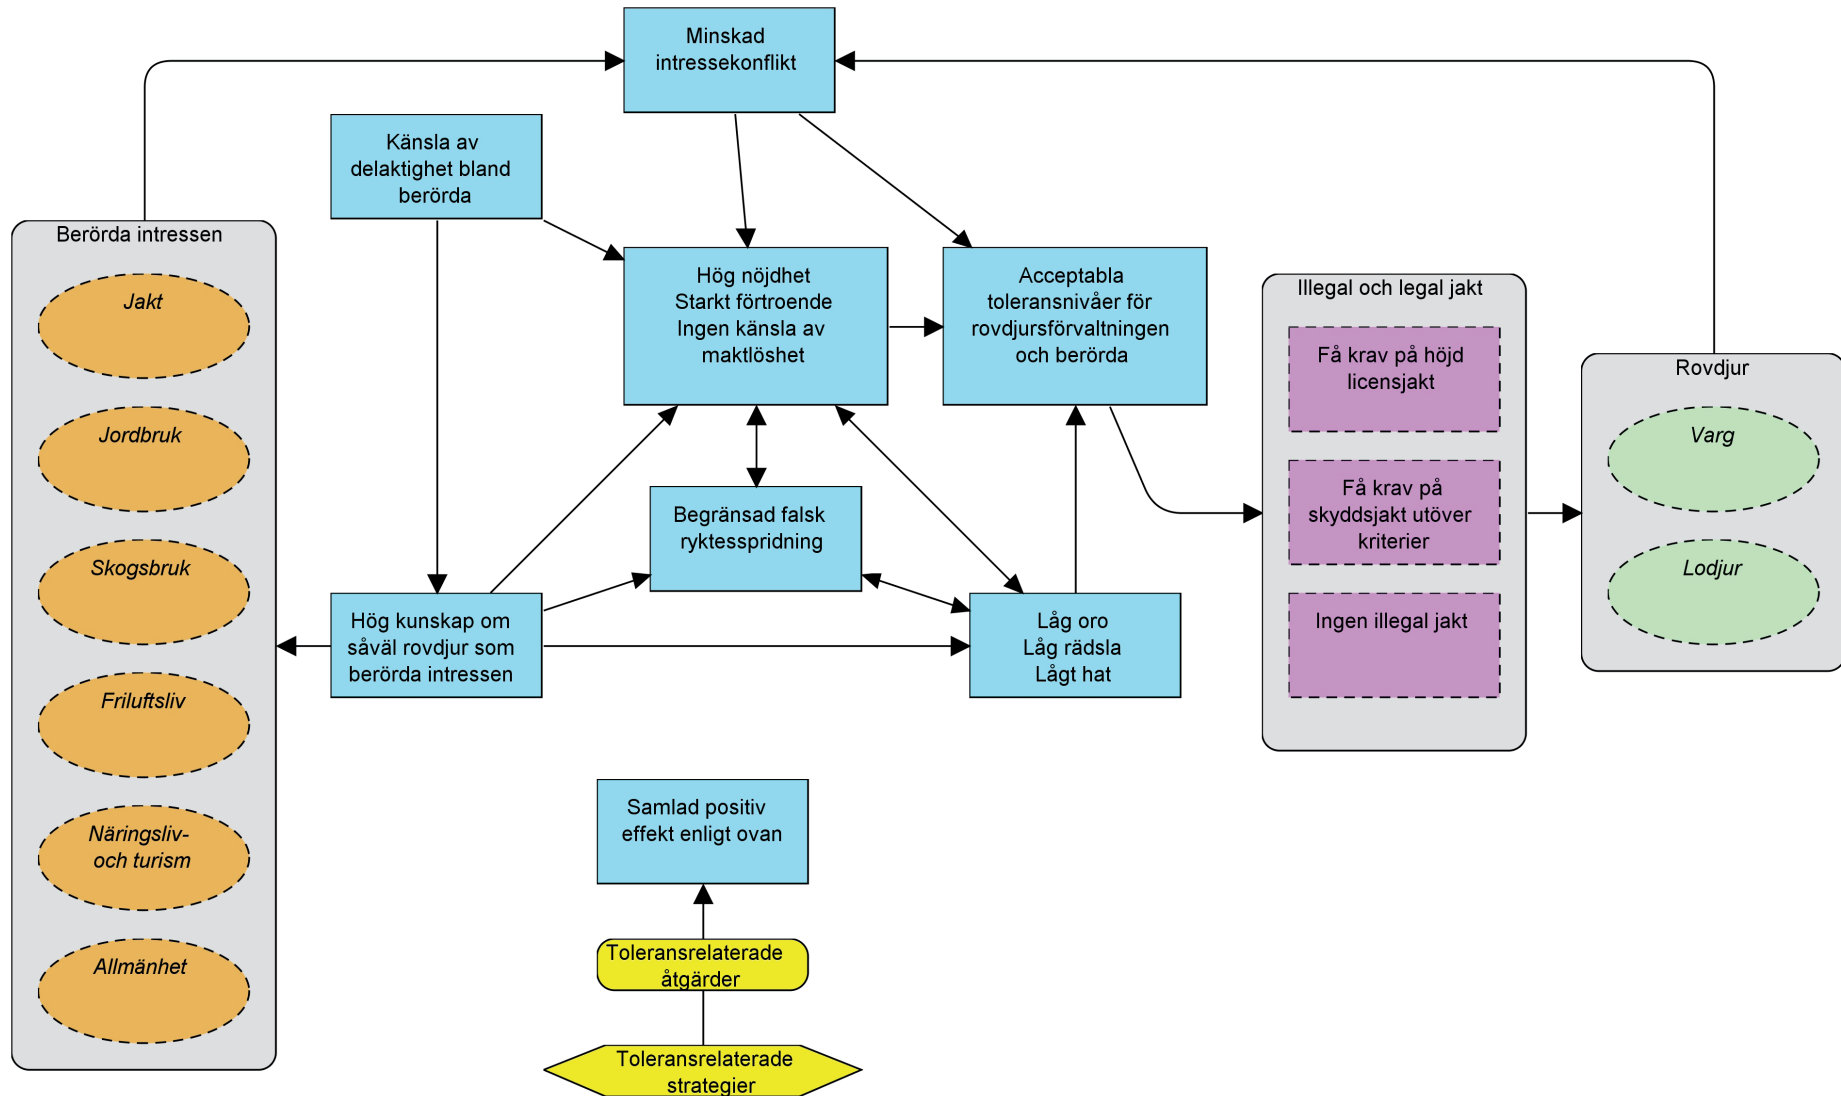 Minskad
intressekonflikt
Känsla av
delaktighet bland
berörda
Berörda intressen
Jakt
Jordbruk
Skogsbruk
Friluftsliv
Näringsliv-
och turism
Allmänhet
Hög nöjdhet
Starkt förtroende
Ingen känsla av
maktlöshet
Acceptabla
toleransnivåer för
rovdjursförvaltningen
och berörda
Begränsad falsk
ryktesspridning
Hög kunskap om
såväl rovdjur som
berörda intressen
Låg oro
Låg rädsla
Lågt hat
Illegal och legal jakt
Få krav på höjd
licensjakt
Få krav på
skyddsjakt utöver
kriterier
Ingen illegal jakt
Rovdjur
Varg
Lodjur
Samlad positiv
effekt enligt ovan
Toleransrelaterade
åtgärder
Toleransrelaterade
strategier